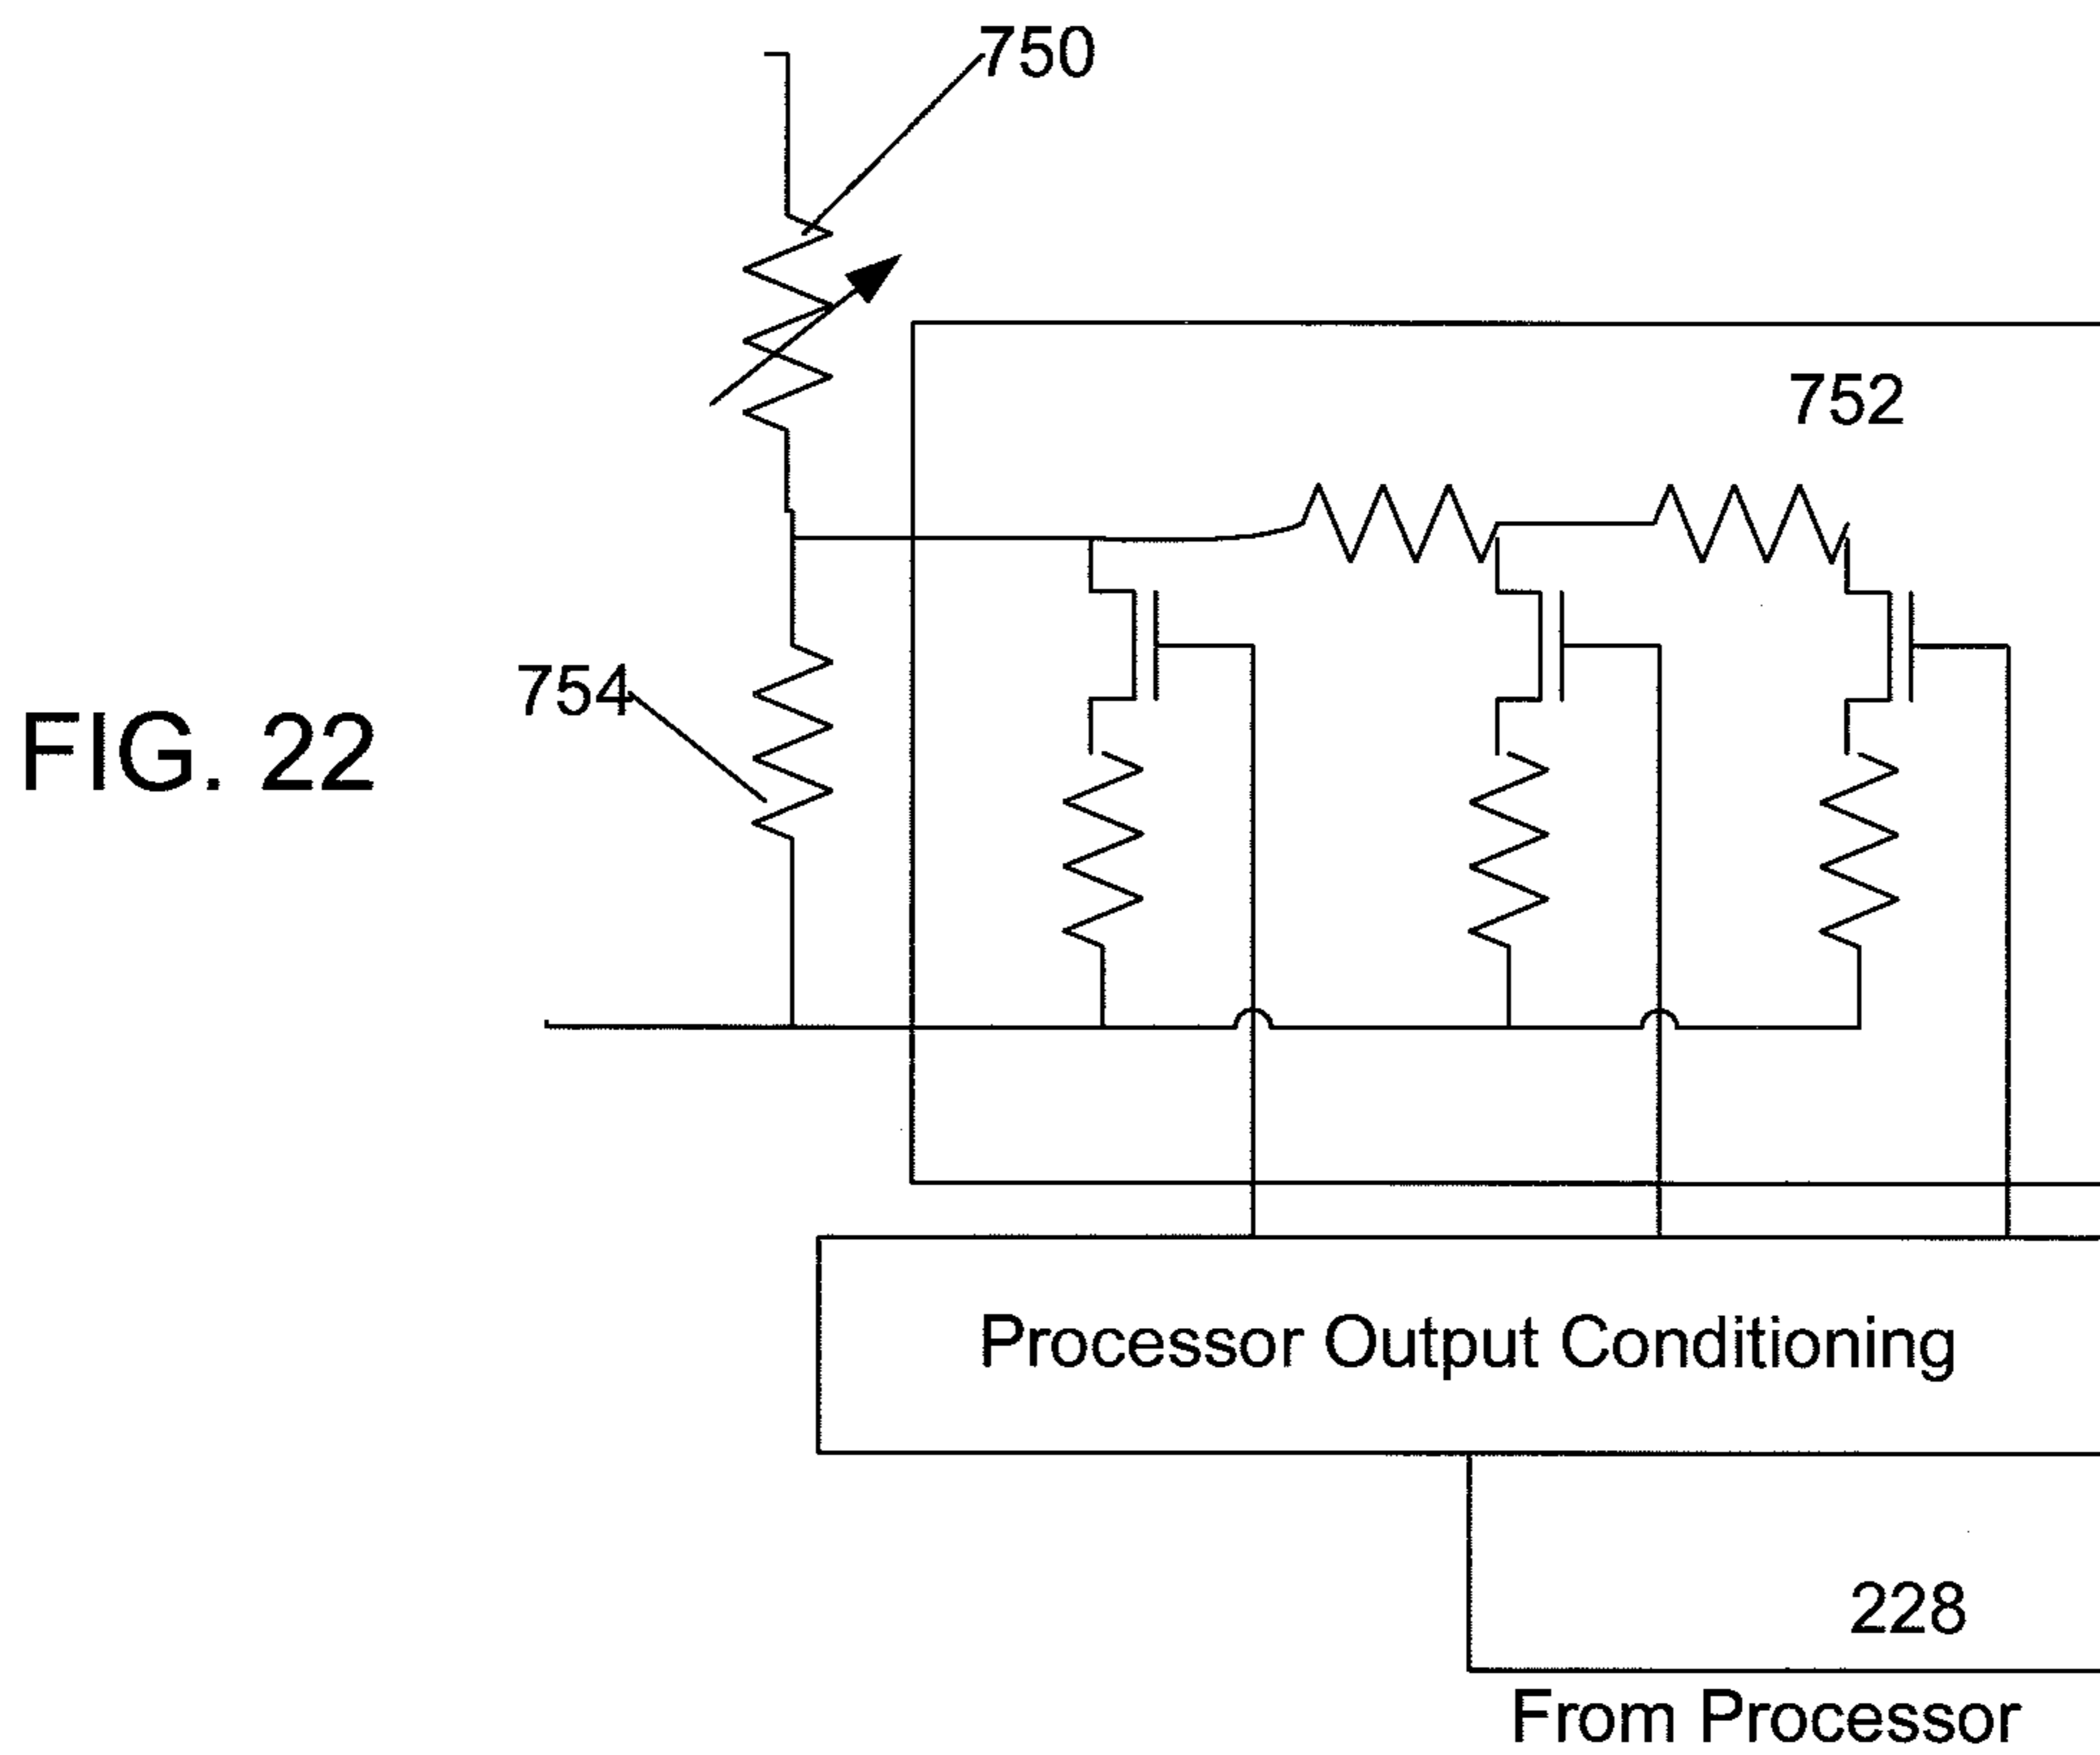 750
752
754
FIG. 22
Processor Output Conditioning
228
From Processor